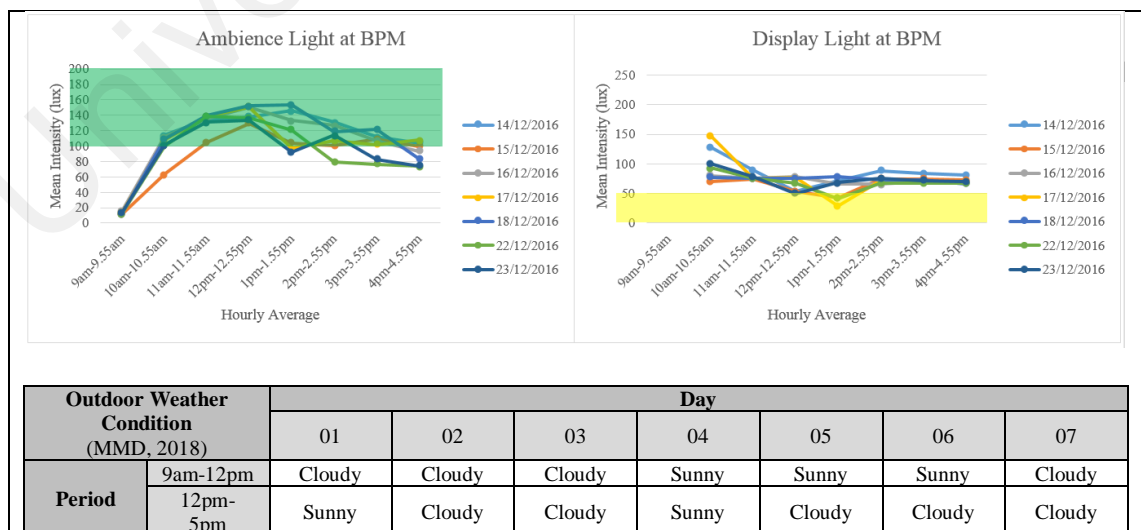 Univ
Ambience Light at BPM
Mean Intensity (lux)
200
180
160
140
120
100
80
60
40
20
0
9am-9.55am
10am-10.55am
11am-11.55am
12pm-12.55pm
1pm-1.55pm
2pm-2.55pm
3pm-3.55pm
4pm-4.55pm
Hourly Average
14/12/2016
15/12/2016
16/12/2016
17/12/2016
18/12/2016
22/12/2016
23/12/2016
Display Light at BPM
Mean Intensity (lux)
250
200
150
100
50
0
9am-9.55am
10am-10.55am
11am-11.55am
12pm-12.55pm
1pm-1.55pm
2pm-2.55pm
3pm-3.55pm
4pm-4.55pm
Hourly Average
14/12/2016
15/12/2016
16/12/2016
17/12/2016
18/12/2016
22/12/2016
23/12/2016
Outdoor Weather Day
Condition 01 02 03 04 05 06 07
(MMD, 2018)
Period 9am-12pm Cloudy Cloudy Cloudy Sunny Sunny Sunny Cloudy
12pm- Sunny Cloudy Cloudy Sunny Cloudy Cloudy Cloudy
5pm